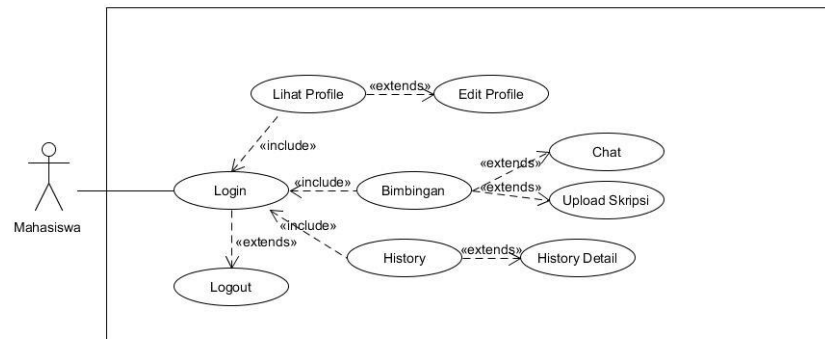 «extends»
Lihat Profile
Edit Profile
«include»
Chat
«extends»
Login
«include»
Bimbingan
«extends»
Upload Skripsi
Mahasiswa
«include»
«extends»
History
«extends»
History Detail
Logout